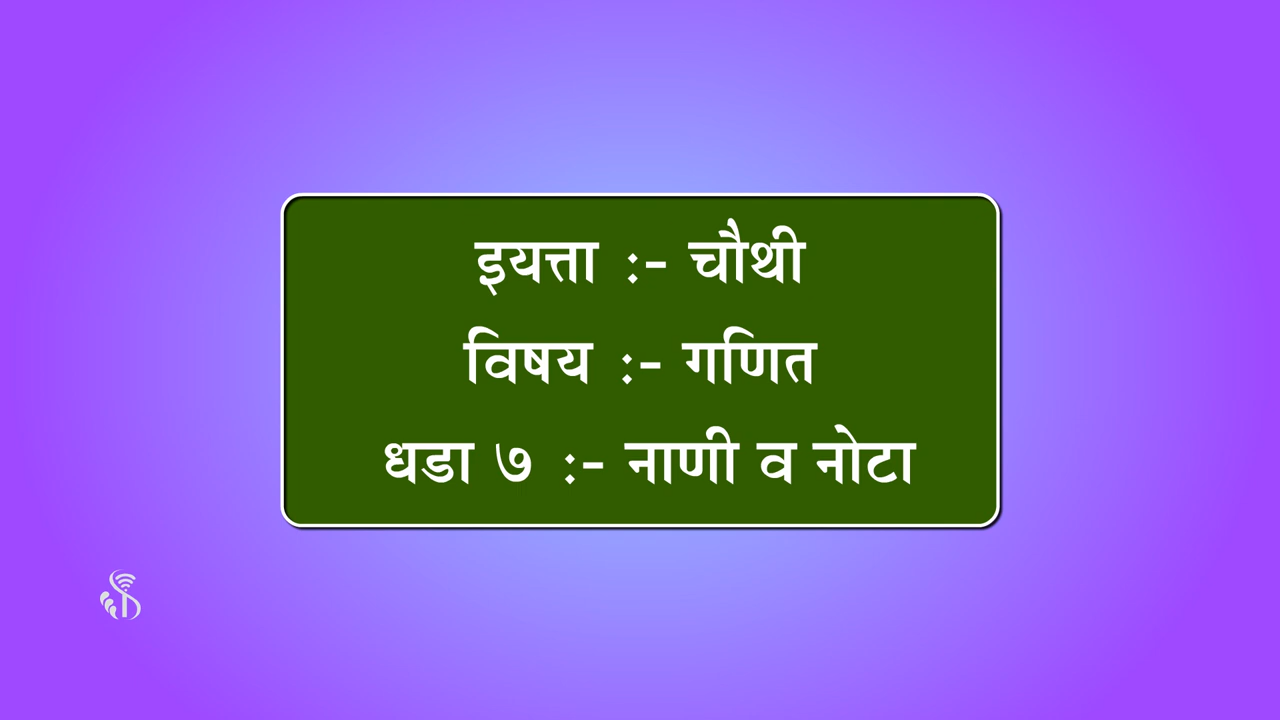 इयत्ता :- चौथी
विषय :- गणित
धडा ७ :- नाणी व नोटा